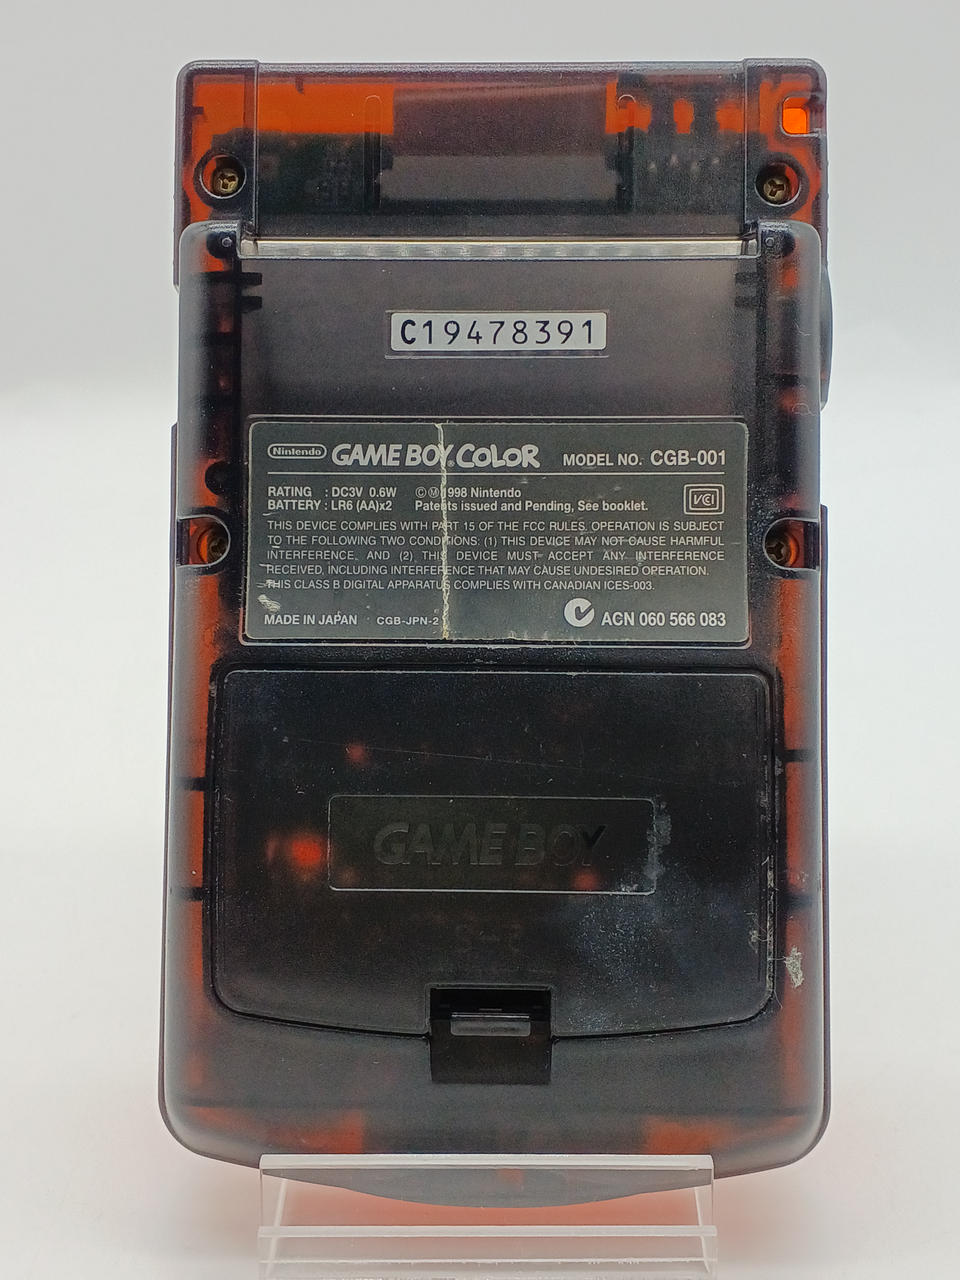 C19478391
Nintendo GAME BOY COLOR MODEL NO. CGB-001
RATING : DC3V 0.6W ©Ⓜ1998 Nintendo
BATTERY : LR6 (AA)x2 Patents issued and Pending, See booklet.
VCI
THIS DEVICE COMPLIES WITH PART 15 OF THE FCC RULES. OPERATION IS SUBJECT
TO THE FOLLOWING TWO CONDITIONS: (1) THIS DEVICE MAY NOT CAUSE HARMFUL
INTERFERENCE, AND (2) THIS DEVICE MUST ACCEPT ANY INTERFERENCE
RECEIVED, INCLUDING INTERFERENCE THAT MAY CAUSE UNDESIRED OPERATION.
THIS CLASS B DIGITAL APPARATUS COMPLIES WITH CANADIAN ICES-003.
MADE IN JAPAN CGB-JPN-2 ACN 060 566 083
GAME BOY